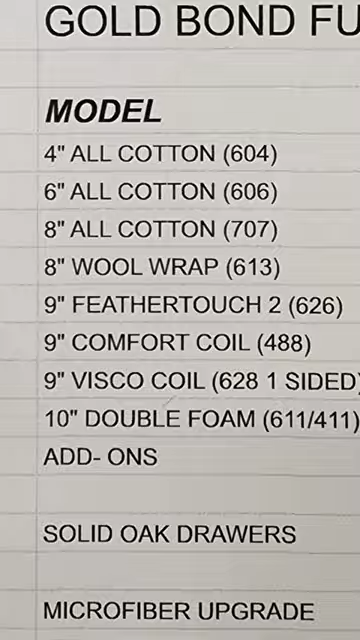 GOLD BOND FU
MODEL
4" ALL COTTON (604)
6" ALL COTTON (606)
8" ALL COTTON (707)
8" WOOL WRAP (613)
9" FEATHERTOUCH 2 (626)
9" COMFORT COIL (488)
9" VISCO COIL (628 1 SIDED)
10" DOUBLE FOAM (611/411)
ADD- ONS
SOLID OAK DRAWERS
MICROFIBER UPGRADE